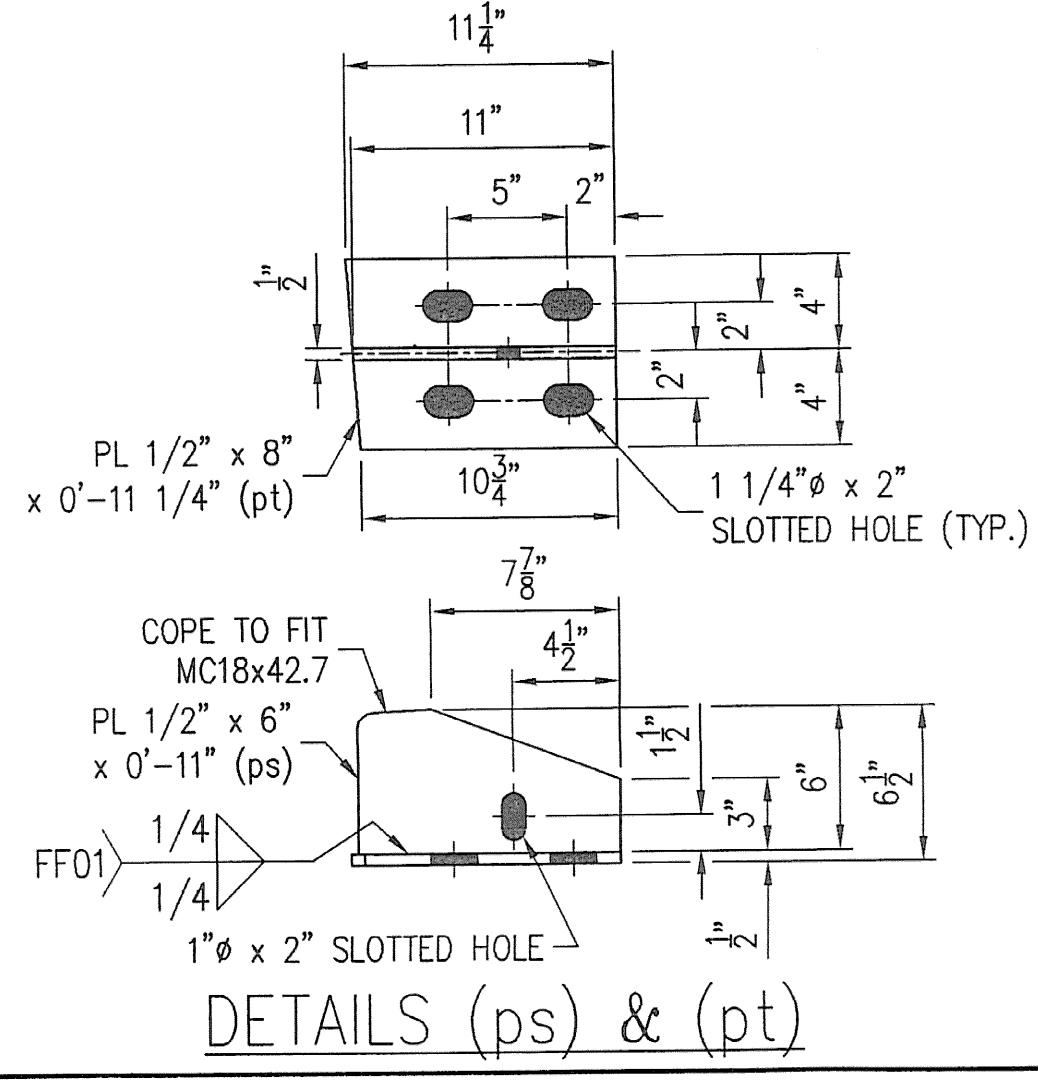 11 1/4"
11"
5" 2"
1/2"
4"
2"
2"
4"
PL 1/2" x 8"
x 0'-11 1/4" (pt)
10 3/4"
1 1/4"ø x 2"
SLOTTED HOLE (TYP.)
7 7/8"
COPE TO FIT
MC18x42.7
4 1/2"
PL 1/2" x 6"
x 0'-11" (ps)
1 1/2"
6"
6 1/2"
3"
FF01
1/4
1/4
1"ø x 2" SLOTTED HOLE
1/2"
DETAILS (ps) & (pt)